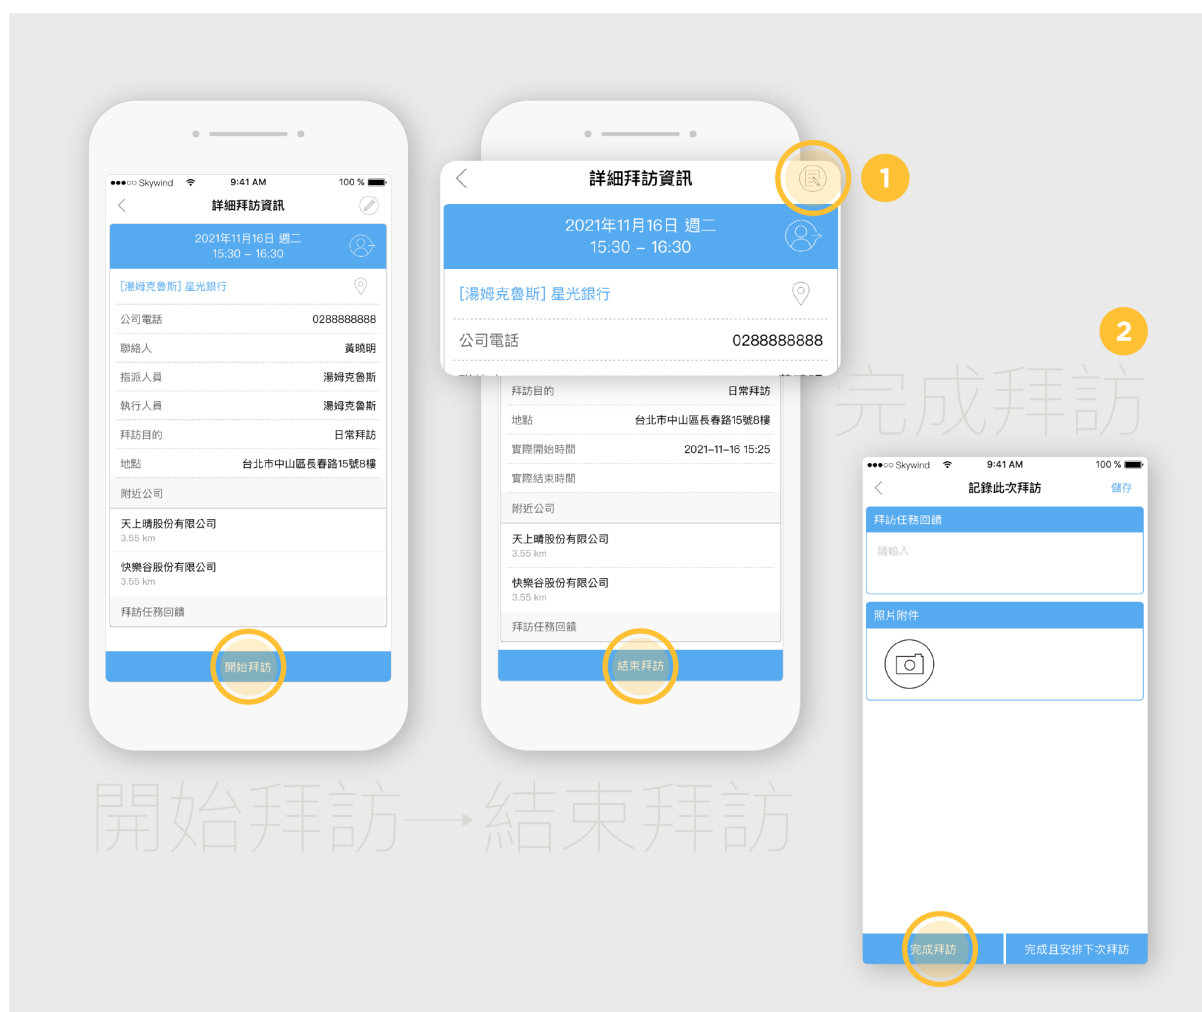 ●●●○○ Skywind 9:41 AM 100 %
詳細拜訪資訊
2021年11月16日 週二
15:30 – 16:30
[湯姆克魯斯] 星光銀行
公司電話 0288888888
聯絡人 黃曉明
指派人員 湯姆克魯斯
執行人員 湯姆克魯斯
拜訪目的 日常拜訪
地點 台北市中山區長春路15號8樓
附近公司
天上晴股份有限公司
3.55 km
快樂谷股份有限公司
3.55 km
拜訪任務回饋
開始拜訪
詳細拜訪資訊
1
2021年11月16日 週二
15:30 – 16:30
[湯姆克魯斯] 星光銀行
公司電話 0288888888
拜訪目的 日常拜訪
地點 台北市中山區長春路15號8樓
實際開始時間 2021–11–16 15:25
實際結束時間
附近公司
天上晴股份有限公司
3.55 km
快樂谷股份有限公司
3.55 km
拜訪任務回饋
結束拜訪
開始拜訪→結束拜訪
2
完成拜訪
●●●○○ Skywind 9:41 AM 100 %
記錄此次拜訪 儲存
拜訪任務回饋
請輸入
照片附件
完成拜訪 完成且安排下次拜訪